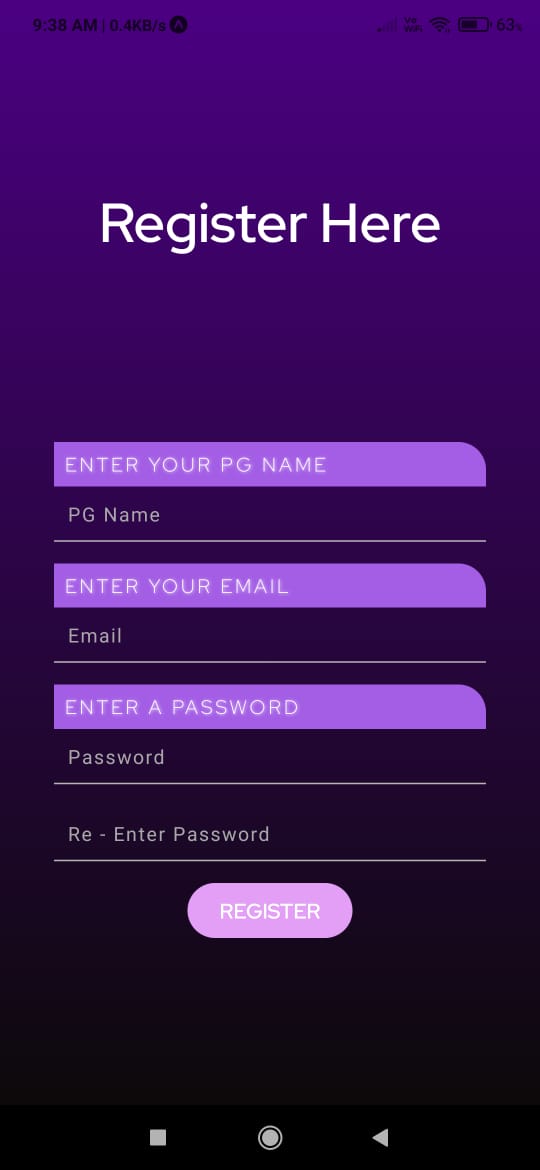 9:38 AM | 0.4KB/s
Vo
WiFi
63%
Register Here
ENTER YOUR PG NAME
PG Name
ENTER YOUR EMAIL
Email
ENTER A PASSWORD
Password
Re - Enter Password
REGISTER